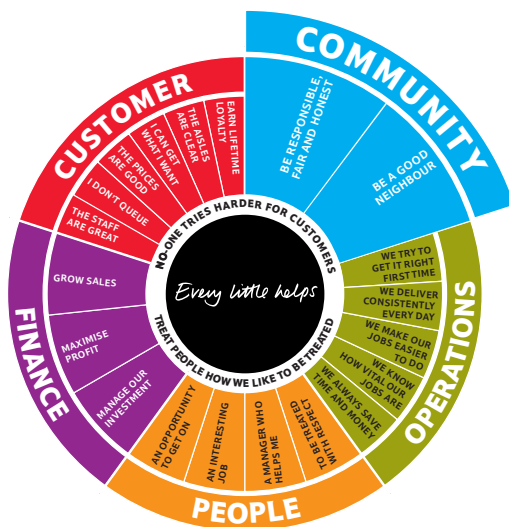 COMMUNITY
BE RESPONSIBLE,
FAIR AND HONEST
BE A GOOD
NEIGHBOUR
OPERATIONS
WE TRY TO
GET IT RIGHT
FIRST TIME
WE DELIVER
CONSISTENTLY
EVERY DAY
WE MAKE OUR
JOBS EASIER
TO DO
WE KNOW
HOW VITAL OUR
JOBS ARE
WE ALWAYS SAVE
TIME AND MONEY
PEOPLE
TO BE TREATED
WITH RESPECT
A MANAGER WHO
HELPS ME
AN INTERESTING
JOB
AN OPPORTUNITY
TO GET ON
FINANCE
MANAGE OUR
INVESTMENT
MAXIMISE
PROFIT
GROW SALES
CUSTOMER
THE STAFF
ARE GREAT
I DON'T QUEUE
THE PRICES
ARE GOOD
I CAN GET
WHAT I WANT
THE AISLES
ARE CLEAR
EARN LIFETIME
LOYALTY
NO-ONE TRIES HARDER FOR CUSTOMERS
Every little helps
TREAT PEOPLE HOW WE LIKE TO BE TREATED